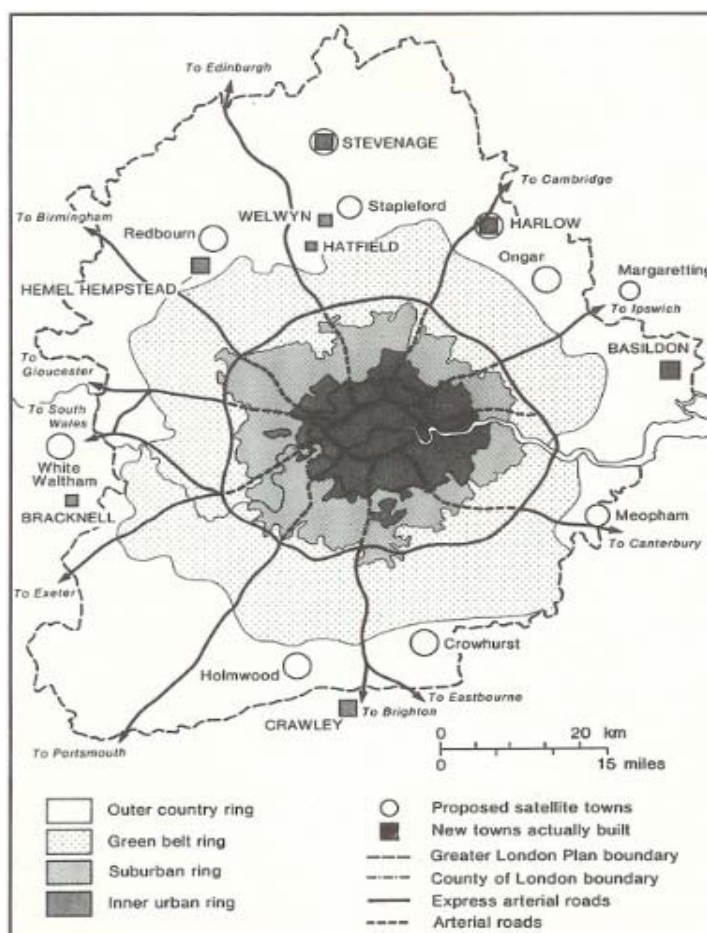 To Edinburgh
STEVENAGE
To Cambridge
To Birmingham
WELWYN
Stapleford
Redbourn
HARLOW
HATFIELD
Ongar
Margaretting
HEMEL HEMPSTEAD
To Ipswich
To
Gloucester
BASILDON
To South
Wales
White
Waltham
BRACKNELL
Meopham
To Canterbury
To Exeter
Crowhurst
Holmwood
To Eastbourne
CRAWLEY
To Brighton
To Portsmouth
0 20 km
0 15 miles
Outer country ring
Green belt ring
Suburban ring
Inner urban ring
Proposed satellite towns
New towns actually built
Greater London Plan boundary
County of London boundary
Express arterial roads
Arterial roads